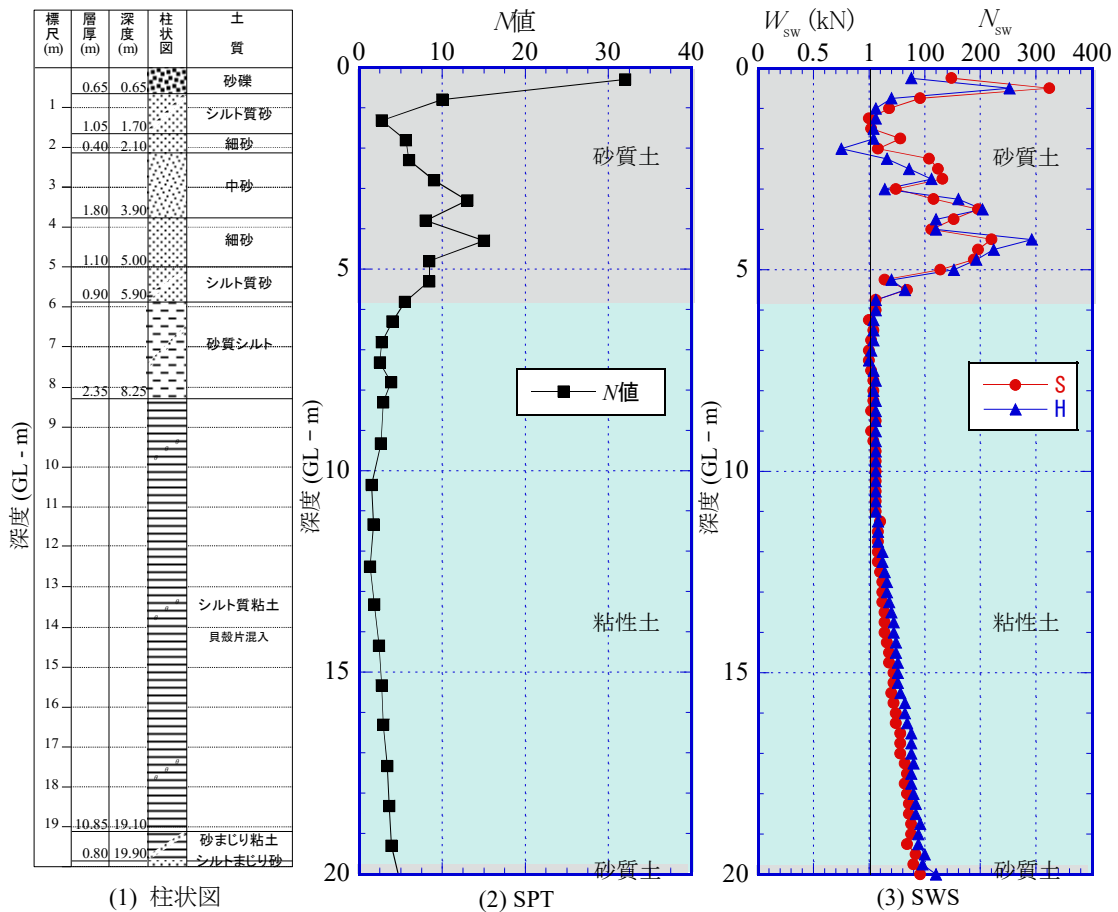 標尺 (m) 層厚 (m) 深度 (m) 柱状図 土質
0.65 0.65 砂礫
1
シルト質砂
1.05 1.70
2 0.40 2.10 細砂
3 中砂
1.80 3.90
4
細砂
5 1.10 5.00
シルト質砂
0.90 5.90
6
7 砂質シルト
8 2.35 8.25
9
10
11
12
13
シルト質粘土
14 貝殻片混入
15
16
17
18
19 10.85 19.10
砂まじり粘土
0.80 19.90 シルトまじり砂
深度 (GL - m)
(1) 柱状図
N値
0 10 20 30 40
0
5
10
15
20
深度 (GL－m)
砂質土
N値
粘性土
砂質土
(2) SPT
Wsw (kN) Nsw
0 0.5 1 100 200 300 400
0
5
10
15
20
深度 (GL－m)
砂質土
S
H
粘性土
砂質土
(3) SWS